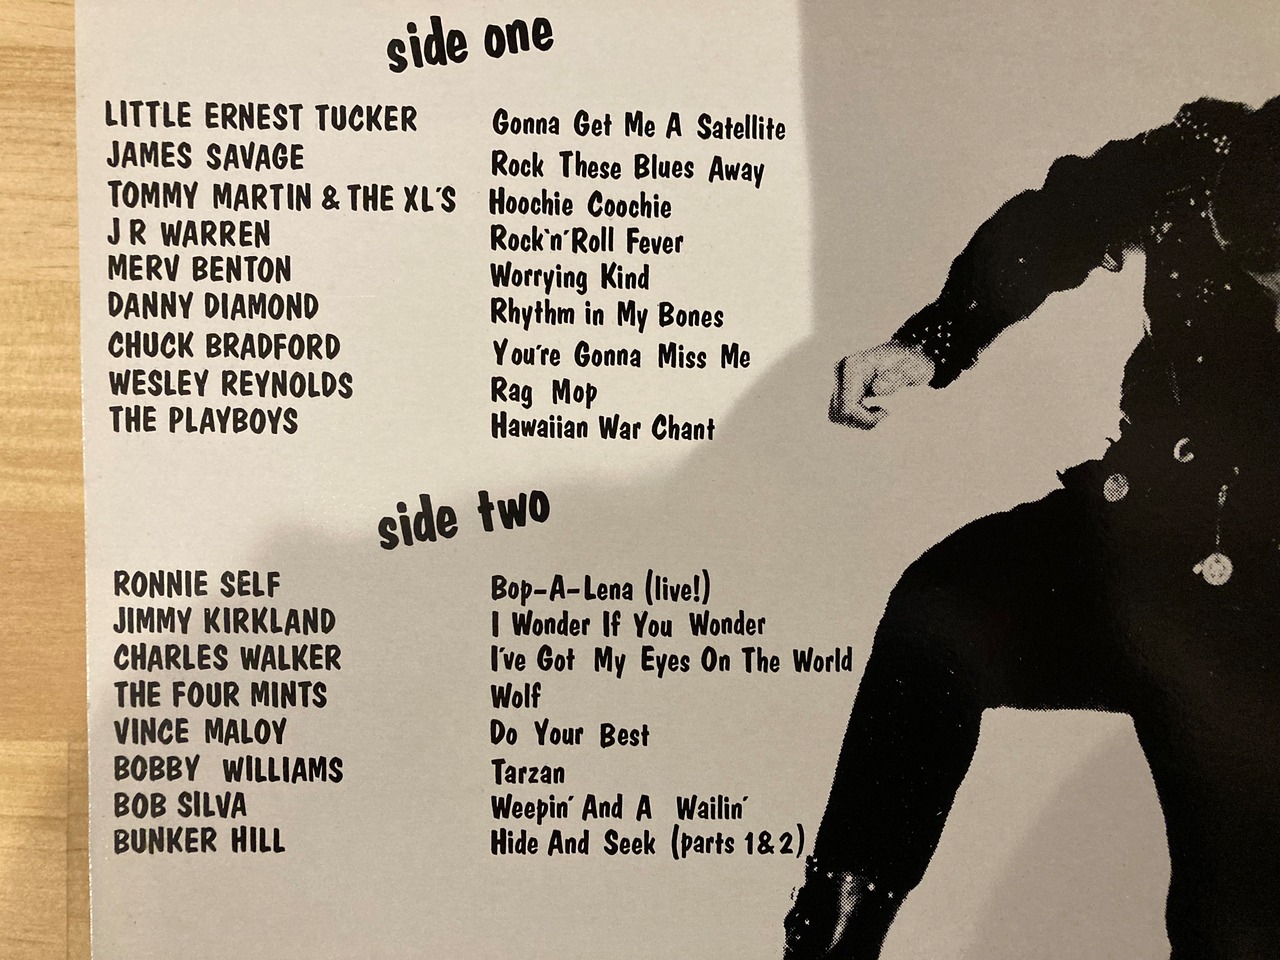 side one
LITTLE ERNEST TUCKER Gonna Get Me A Satellite
JAMES SAVAGE Rock These Blues Away
TOMMY MARTIN & THE XL'S Hoochie Coochie
J R WARREN Rock`n´Roll Fever
MERV BENTON Worrying Kind
DANNY DIAMOND Rhythm in My Bones
CHUCK BRADFORD You're Gonna Miss Me
WESLEY REYNOLDS Rag Mop
THE PLAYBOYS Hawaiian War Chant
side two
RONNIE SELF Bop-A-Lena (live!)
JIMMY KIRKLAND I Wonder If You Wonder
CHARLES WALKER I've Got My Eyes On The World
THE FOUR MINTS Wolf
VINCE MALOY Do Your Best
BOBBY WILLIAMS Tarzan
BOB SILVA Weepin' And A Wailin'
BUNKER HILL Hide And Seek (parts 1&2)